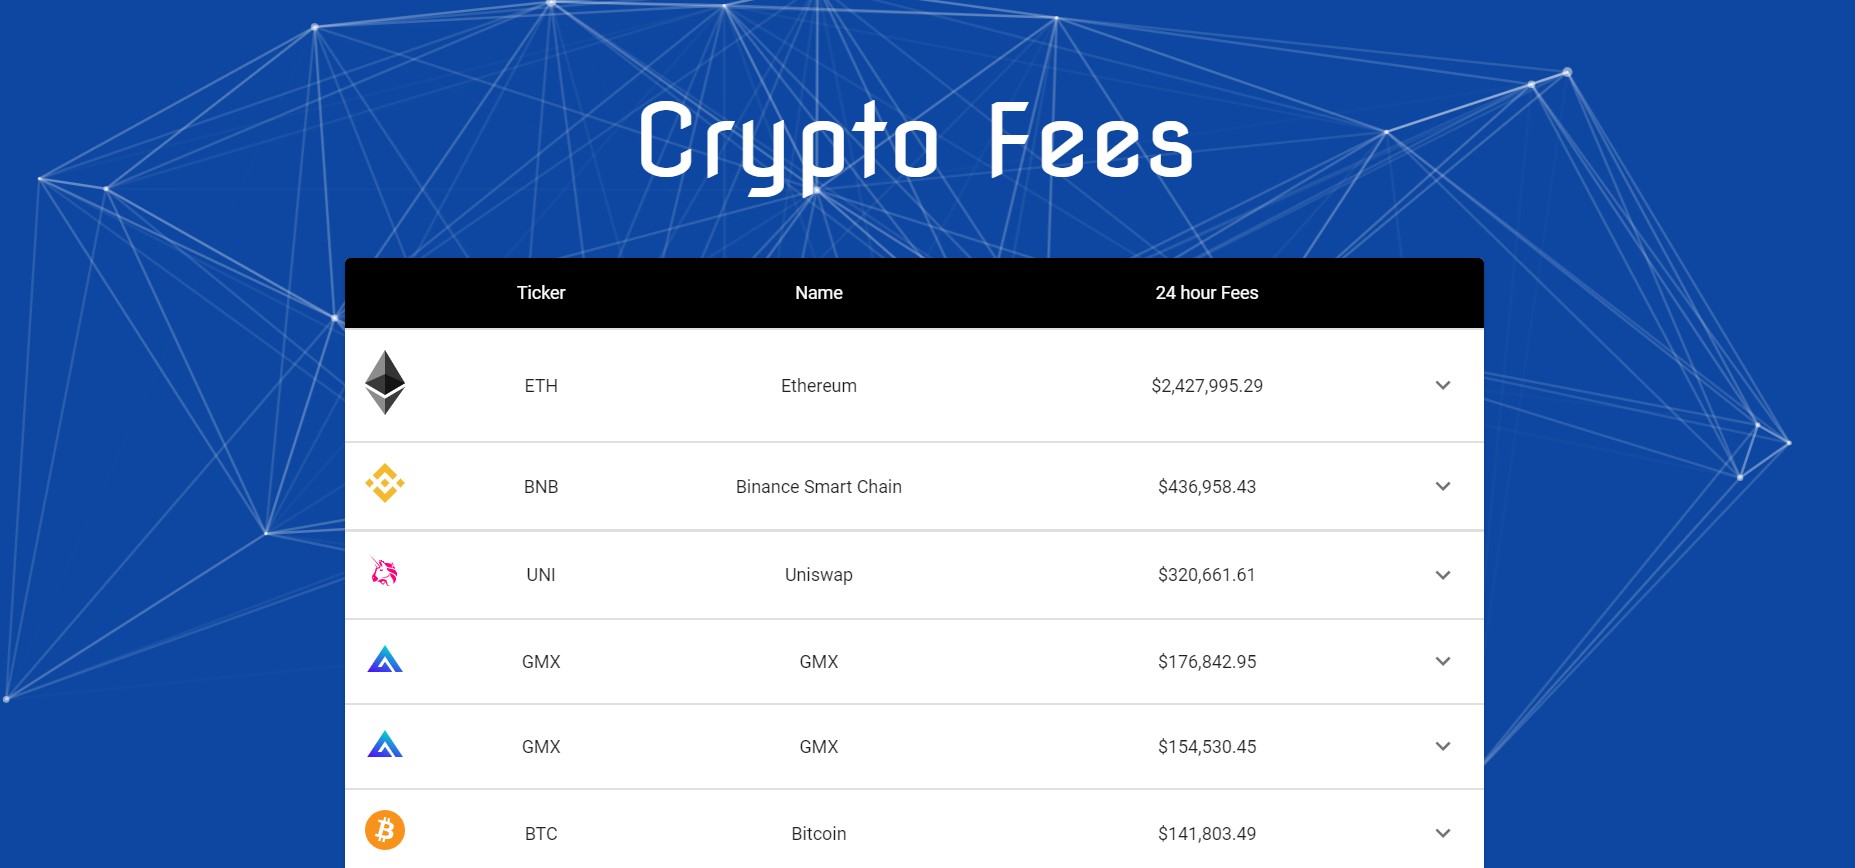 Crypto Fees
Ticker Name 24 hour Fees
ETH Ethereum $2,427,995.29
BNB Binance Smart Chain $436,958.43
UNI Uniswap $320,661.61
GMX GMX $176,842.95
GMX GMX $154,530.45
BTC Bitcoin $141,803.49